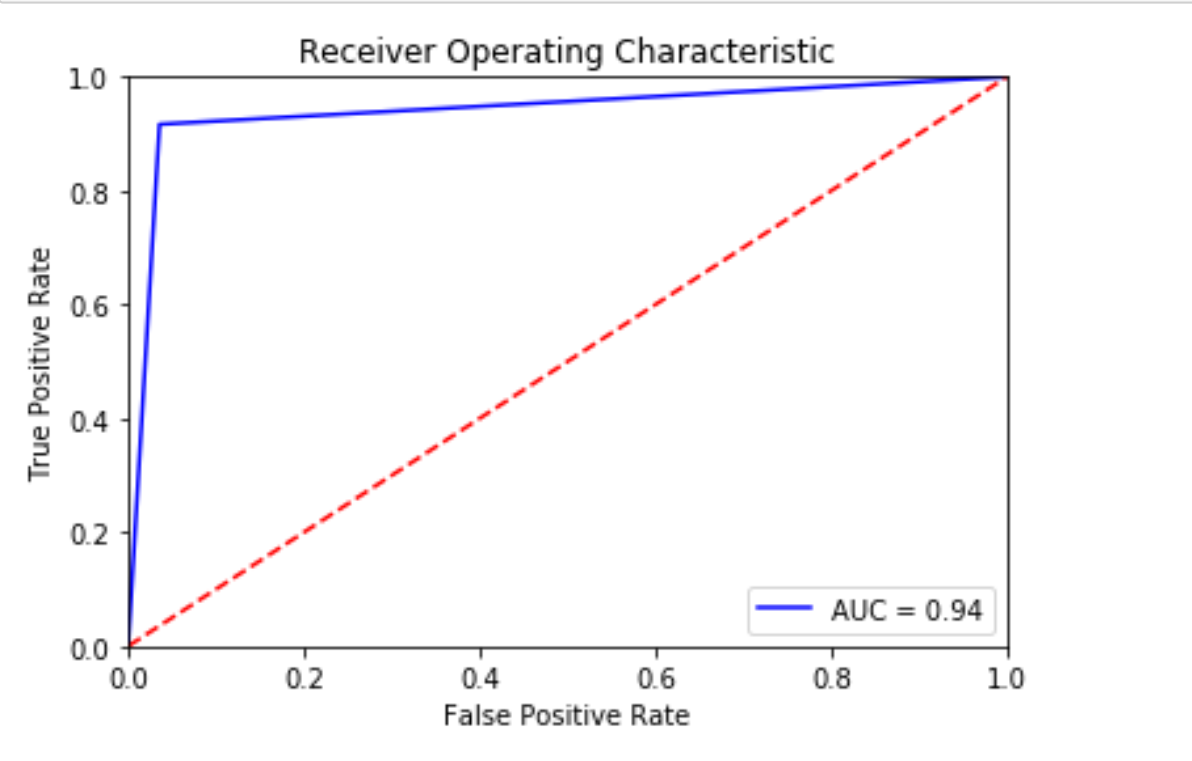 Receiver Operating Characteristic
1.0
0.8
0.6
0.4
0.2
0.0
True Positive Rate
AUC = 0.94
0.0 0.2 0.4 0.6 0.8 1.0
False Positive Rate